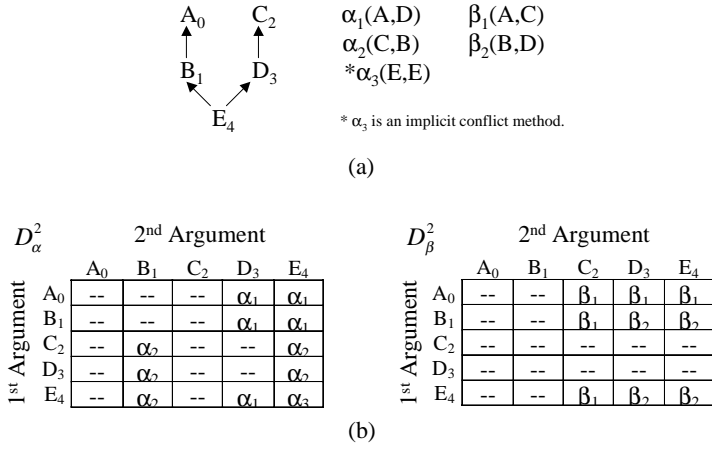 A0 C2 α1(A,D) β1(A,C)
α2(C,B) β2(B,D)
B1 D3 *α3(E,E)
E4 * α3 is an implicit conflict method.
(a)
D²α 2nd Argument
A0 B1 C2 D3 E4
1st Argument
A0 -- -- -- α1 α1
B1 -- -- -- α1 α1
C2 -- α2 -- -- α2
D3 -- α2 -- -- α2
E4 -- α2 -- α1 α3
D²β 2nd Argument
A0 B1 C2 D3 E4
1st Argument
A0 -- -- β1 β1 β1
B1 -- -- β1 β2 β2
C2 -- -- -- -- --
D3 -- -- -- -- --
E4 -- -- β1 β2 β2
(b)